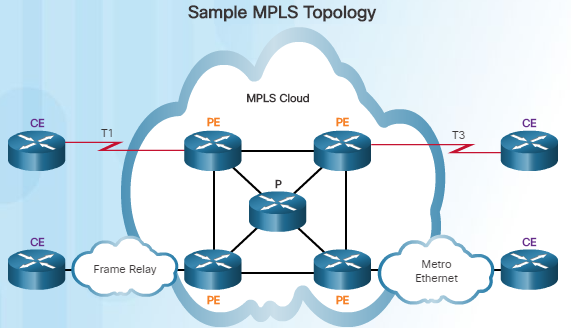 Sample MPLS Topology
MPLS Cloud
CE
T1
PE
PE
T3
CE
P
CE
Frame Relay
PE
PE
Metro
Ethernet
CE